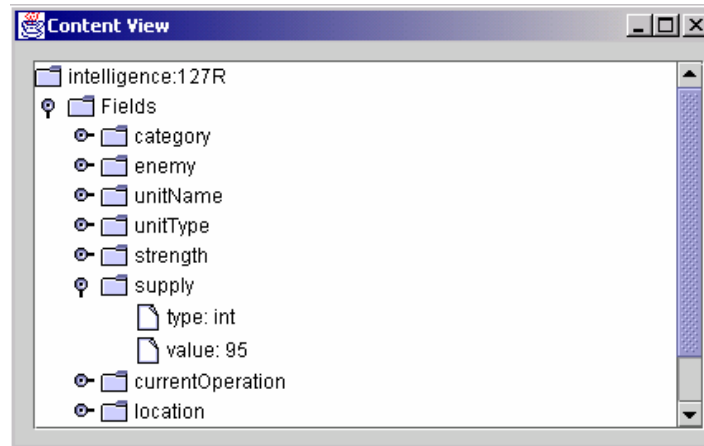 Content View
intelligence:127R
Fields
category
enemy
unitName
unitType
strength
supply
type: int
value: 95
currentOperation
location